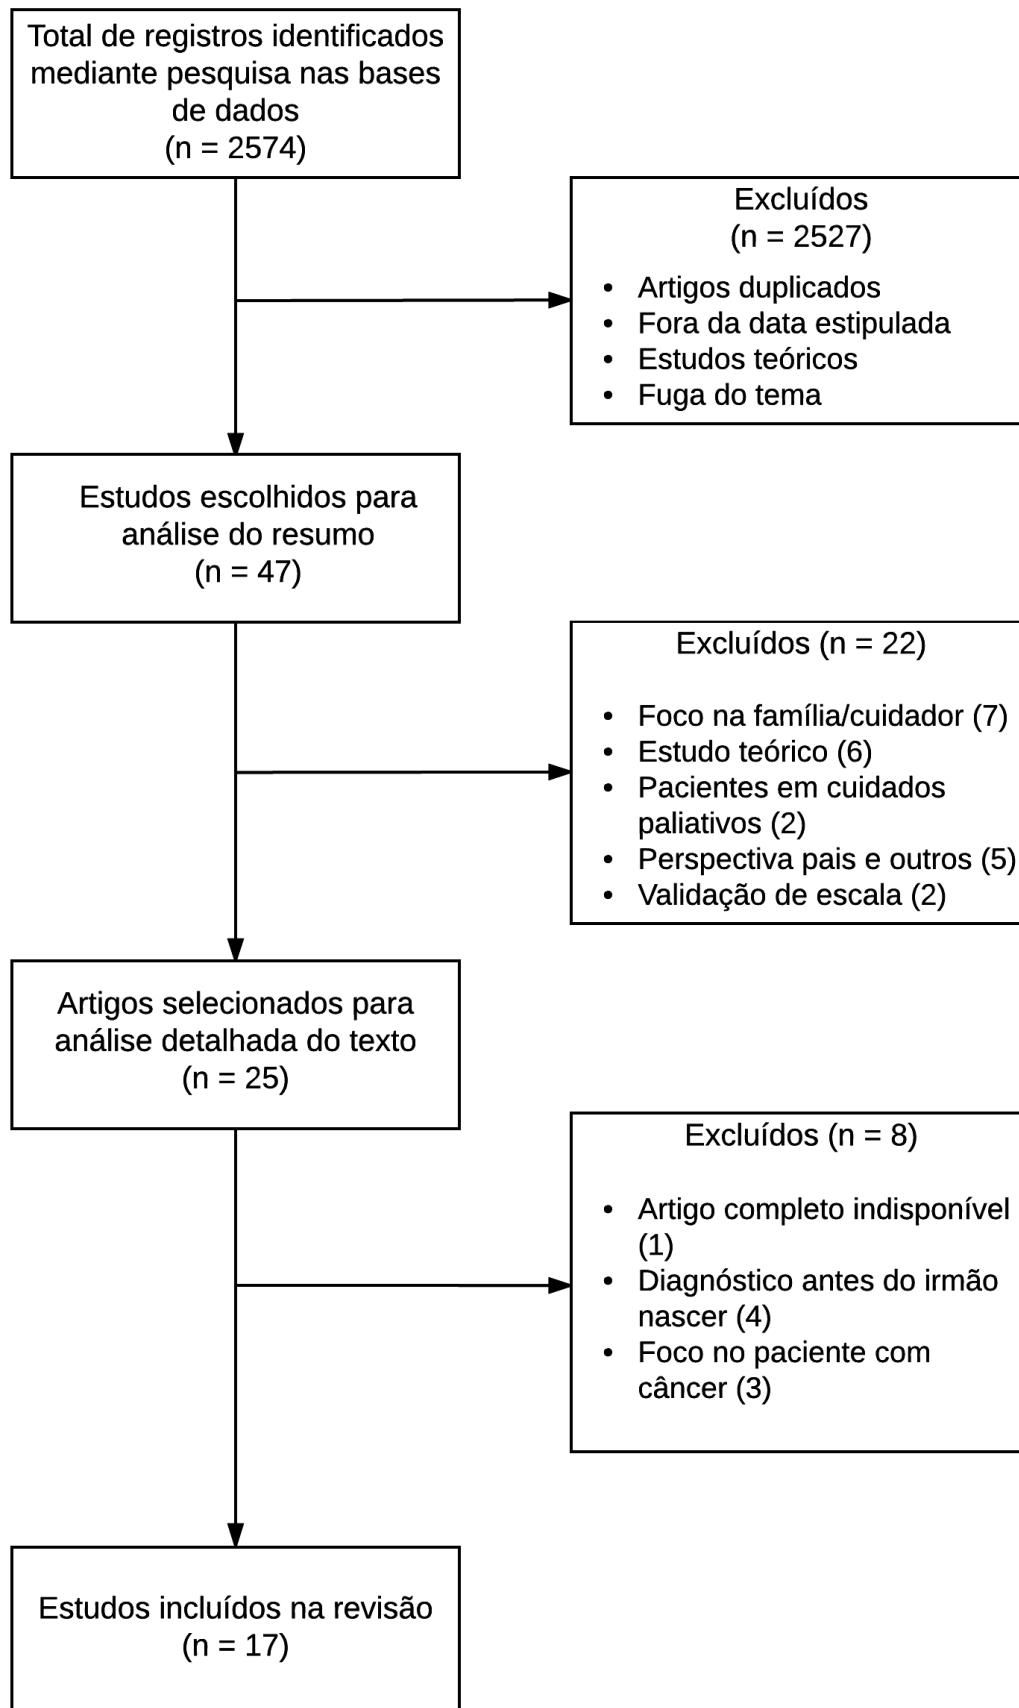 Total de registros identificados
mediante pesquisa nas bases
de dados
(n = 2574)
Excluídos
(n = 2527)
• Artigos duplicados
• Fora da data estipulada
• Estudos teóricos
• Fuga do tema
Estudos escolhidos para
análise do resumo
(n = 47)
Excluídos (n = 22)
• Foco na família/cuidador (7)
• Estudo teórico (6)
• Pacientes em cuidados
paliativos (2)
• Perspectiva pais e outros (5)
• Validação de escala (2)
Artigos selecionados para
análise detalhada do texto
(n = 25)
Excluídos (n = 8)
• Artigo completo indisponível
(1)
• Diagnóstico antes do irmão
nascer (4)
• Foco no paciente com
câncer (3)
Estudos incluídos na revisão
(n = 17)